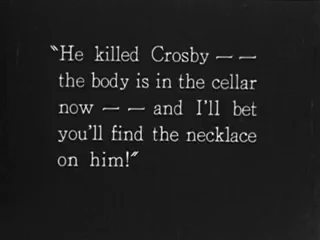 "He killed Crosby — —
the body is in the cellar
now — — and I'll bet
you'll find the necklace
on him!"